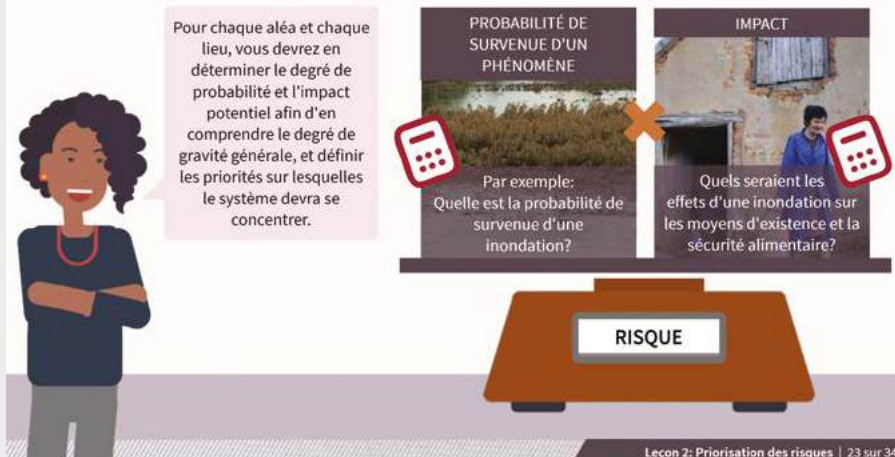 Pour chaque aléa et chaque
lieu, vous devrez en
déterminer le degré de
probabilité et l'impact
potentiel afin d'en
comprendre le degré de
gravité générale, et définir
les priorités sur lesquelles
le système devra se
concentrer.
PROBABILITÉ DE
SURVENUE D'UN
PHÉNOMÈNE
Par exemple:
Quelle est la probabilité de
survenue d'une
inondation?
IMPACT
Quels seraient les
effets d'une inondation sur
les moyens d'existence et la
sécurité alimentaire?
RISQUE
Leçon 2: Priorisation des risques | 23 sur